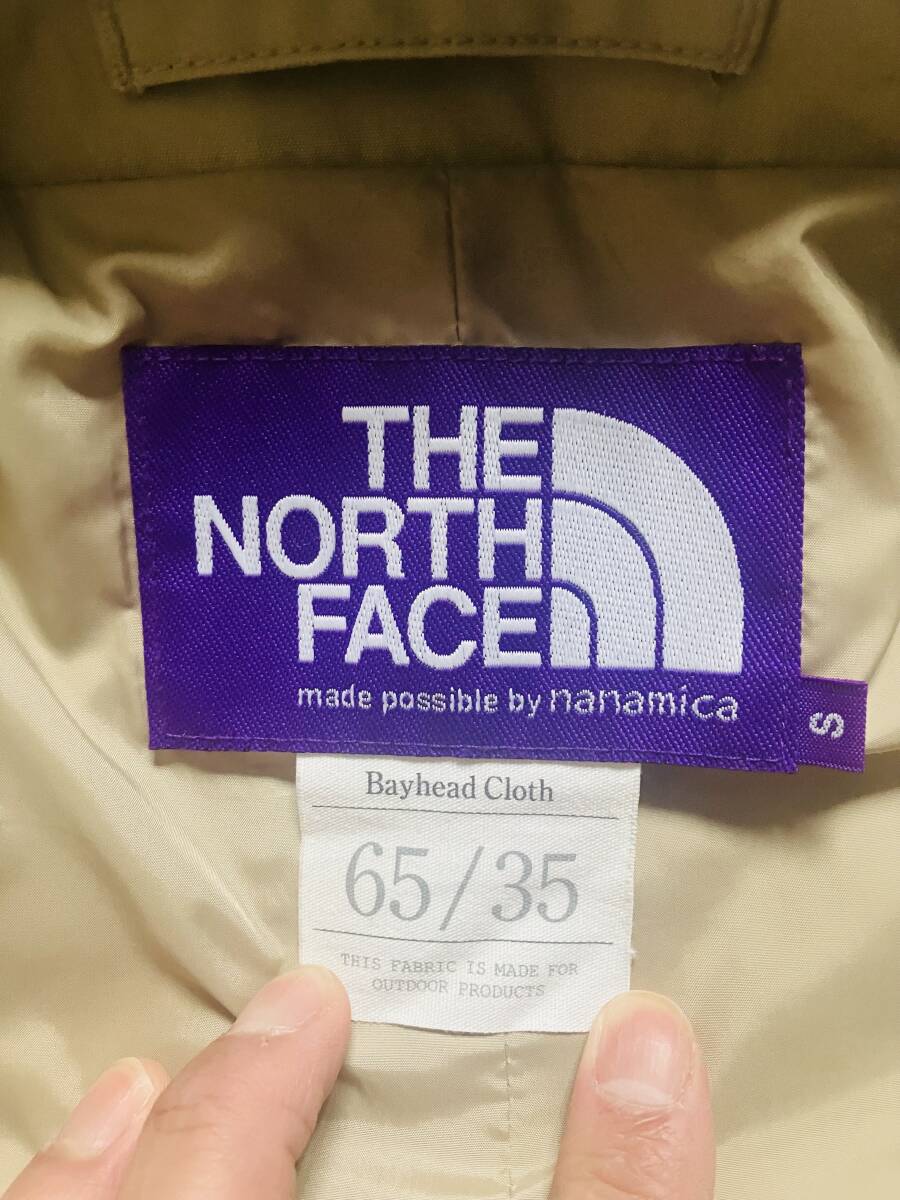 THE
NORTH
FACE
made possible by nanamica
S
Bayhead Cloth
65/35
THIS FABRIC IS MADE FOR
OUTDOOR PRODUCTS